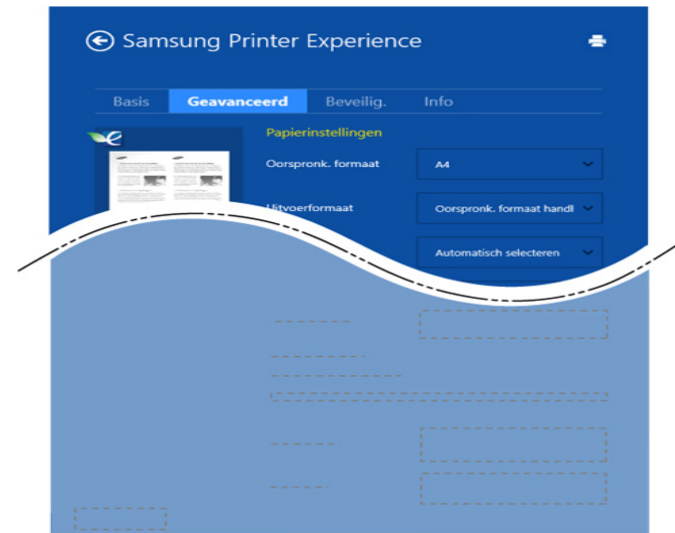 Samsung Printer Experience
Basis Geavanceerd Beveilig. Info
Papierinstellingen
Oorspronk. formaat A4
Uitvoerformaat Oorspronk. formaat handl
Automatisch selecteren